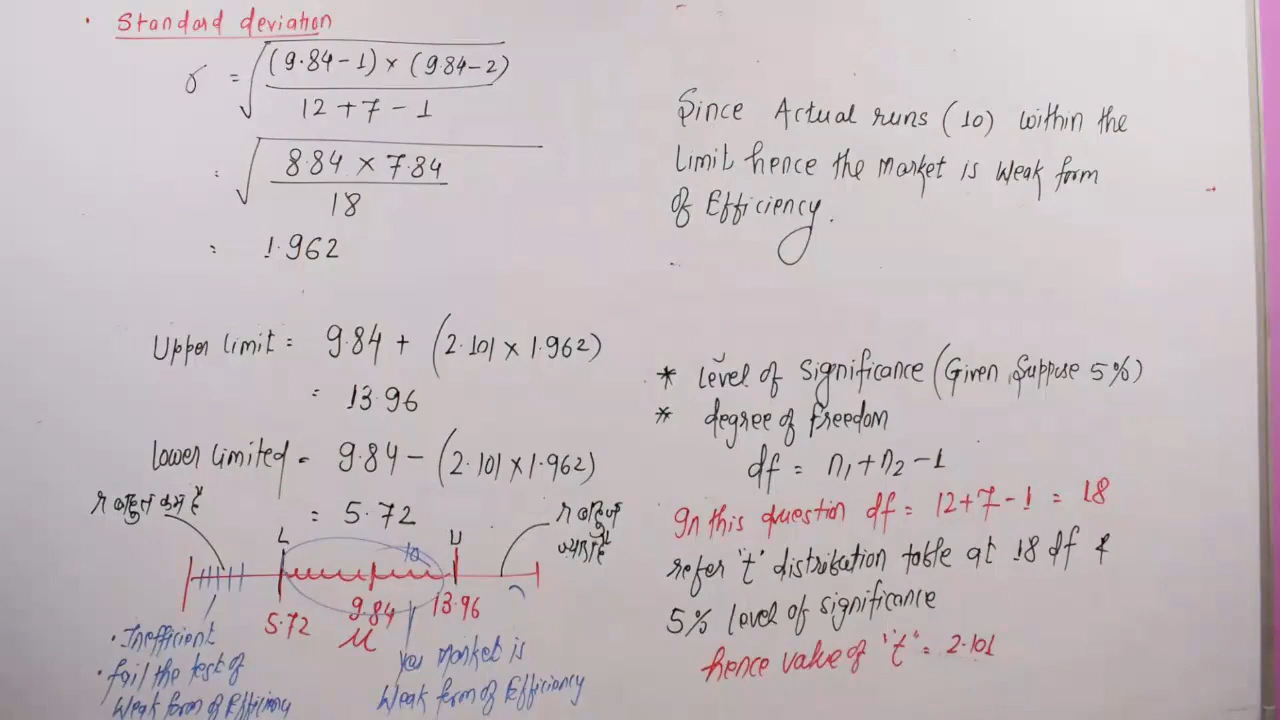 • Standard deviation
σ = √((9.84-1) × (9.84-2) / 12+7-1)
: √(8.84 × 7.84 / 18)
: 1.962
Upper limit = 9.84 + (2.101 × 1.962)
: 13.96
Lower limited = 9.84 - (2.101 × 1.962)
= 5.72
r बहुत कम है
r बहुत
L
10
U
5.72
9.84
13.96
μ
• Inefficient
• fail the test of
Weak form of Efficiency
Market is
Weak form of Efficiency
Since Actual runs (10) within the
limit hence the market is weak form
of Efficiency.
* level of significance (Given, suppose 5%)
* degree of freedom
df = n₁+n₂-1
In this question df = 12+7-1 = 18
refer 't' distribution table at 18 df &
5% level of significance
hence value of "t" = 2.101